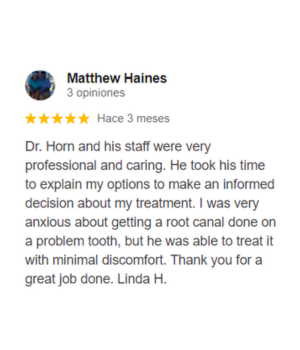 Matthew Haines
3 opiniones
Hace 3 meses
Dr. Horn and his staff were very
professional and caring. He took his time
to explain my options to make an informed
decision about my treatment. I was very
anxious about getting a root canal done on
a problem tooth, but he was able to treat it
with minimal discomfort. Thank you for a
great job done. Linda H.